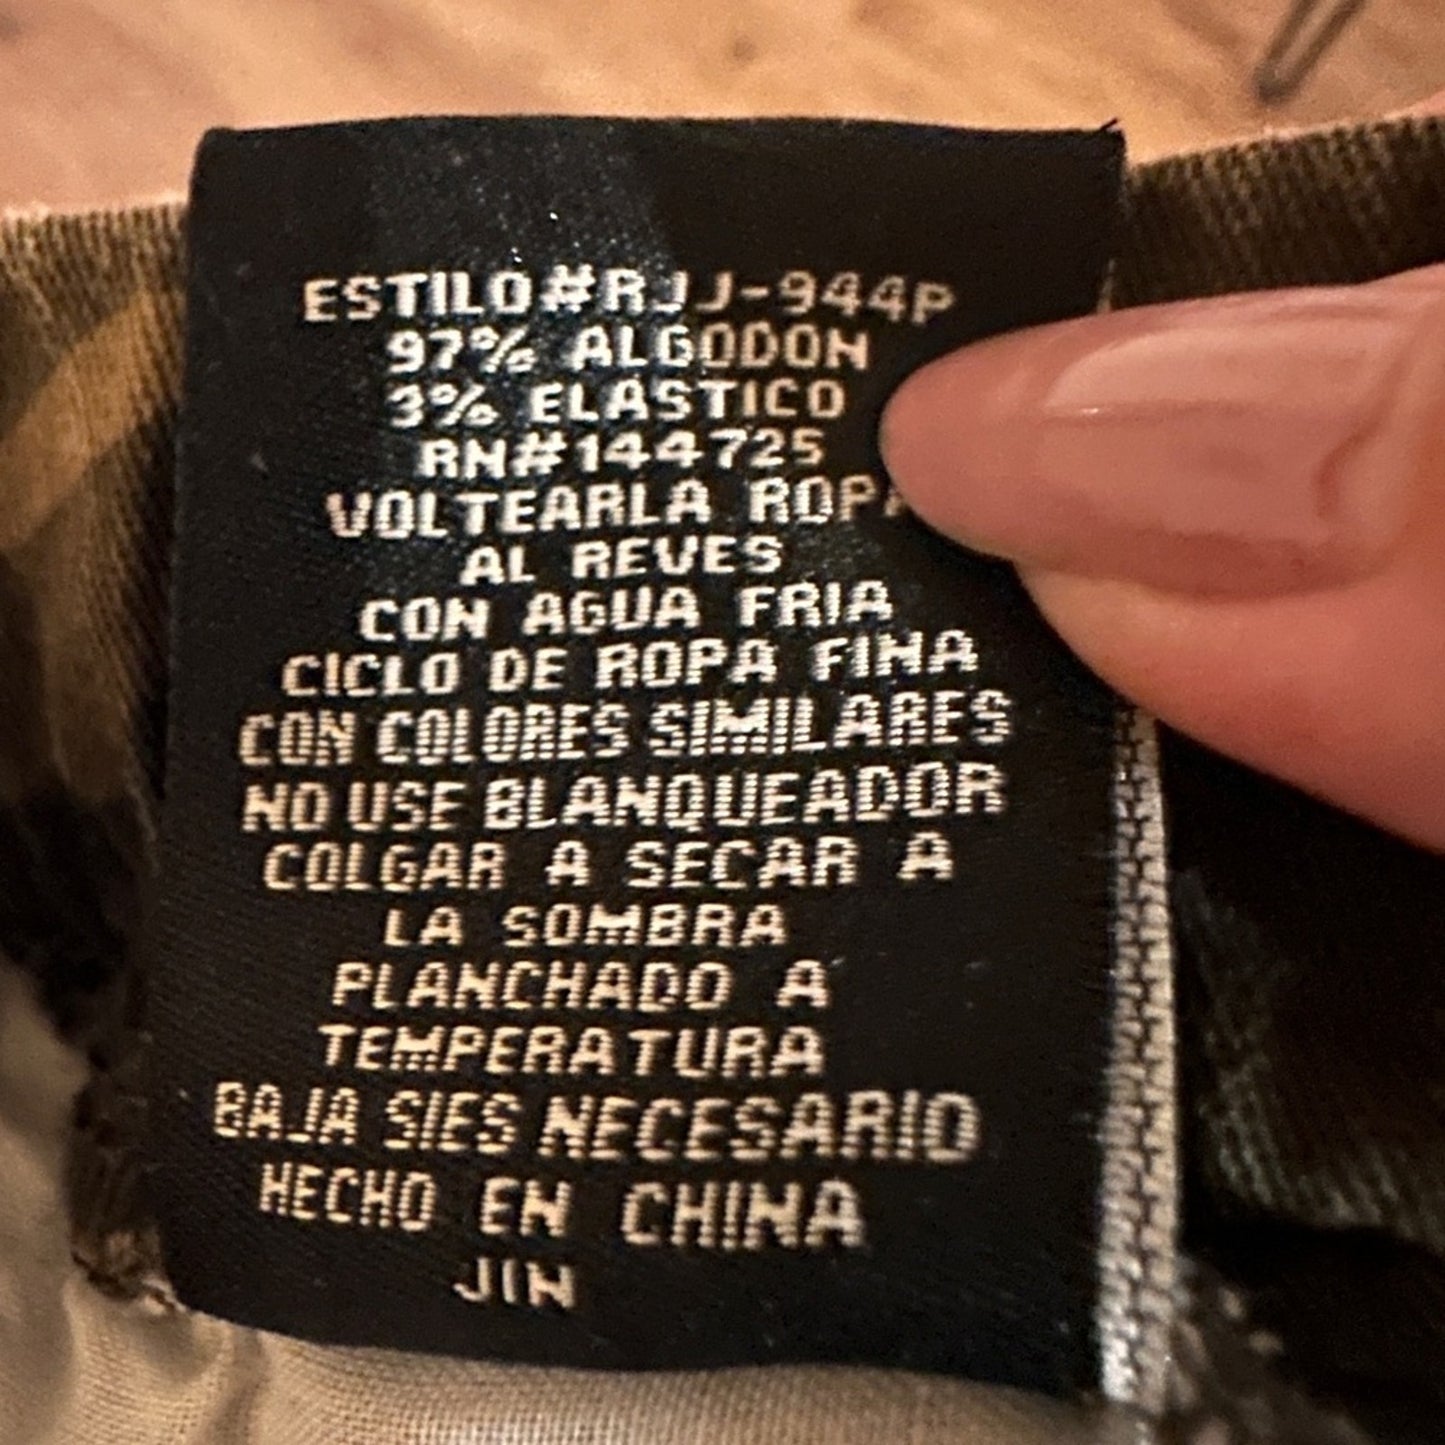 ESTILO#RJJ-944P
97% ALGODON
3% ELASTICO
RN#144725
VOLTEARLA ROPA
AL REVES
CON AGUA FRIA
CICLO DE ROPA FINA
CON COLORES SIMILARES
NO USE BLANQUEADOR
COLGAR A SECAR A
LA SOMBRA
PLANCHADO A
TEMPERATURA
BAJA SIES NECESARIO
HECHO EN CHINA
JIN